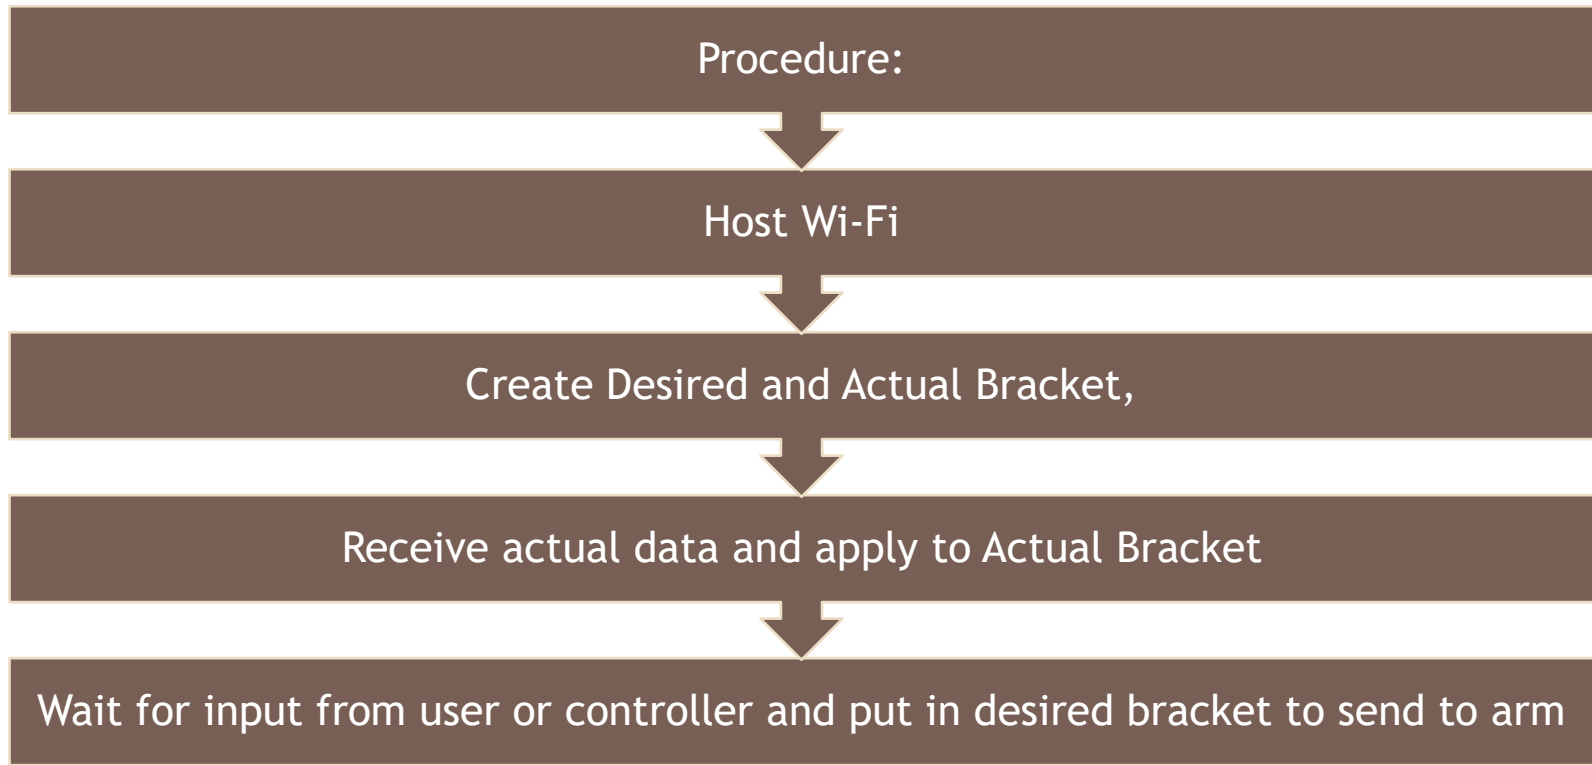 Procedure:
Host Wi-Fi
Create Desired and Actual Bracket,
Receive actual data and apply to Actual Bracket
Wait for input from user or controller and put in desired bracket to send to arm